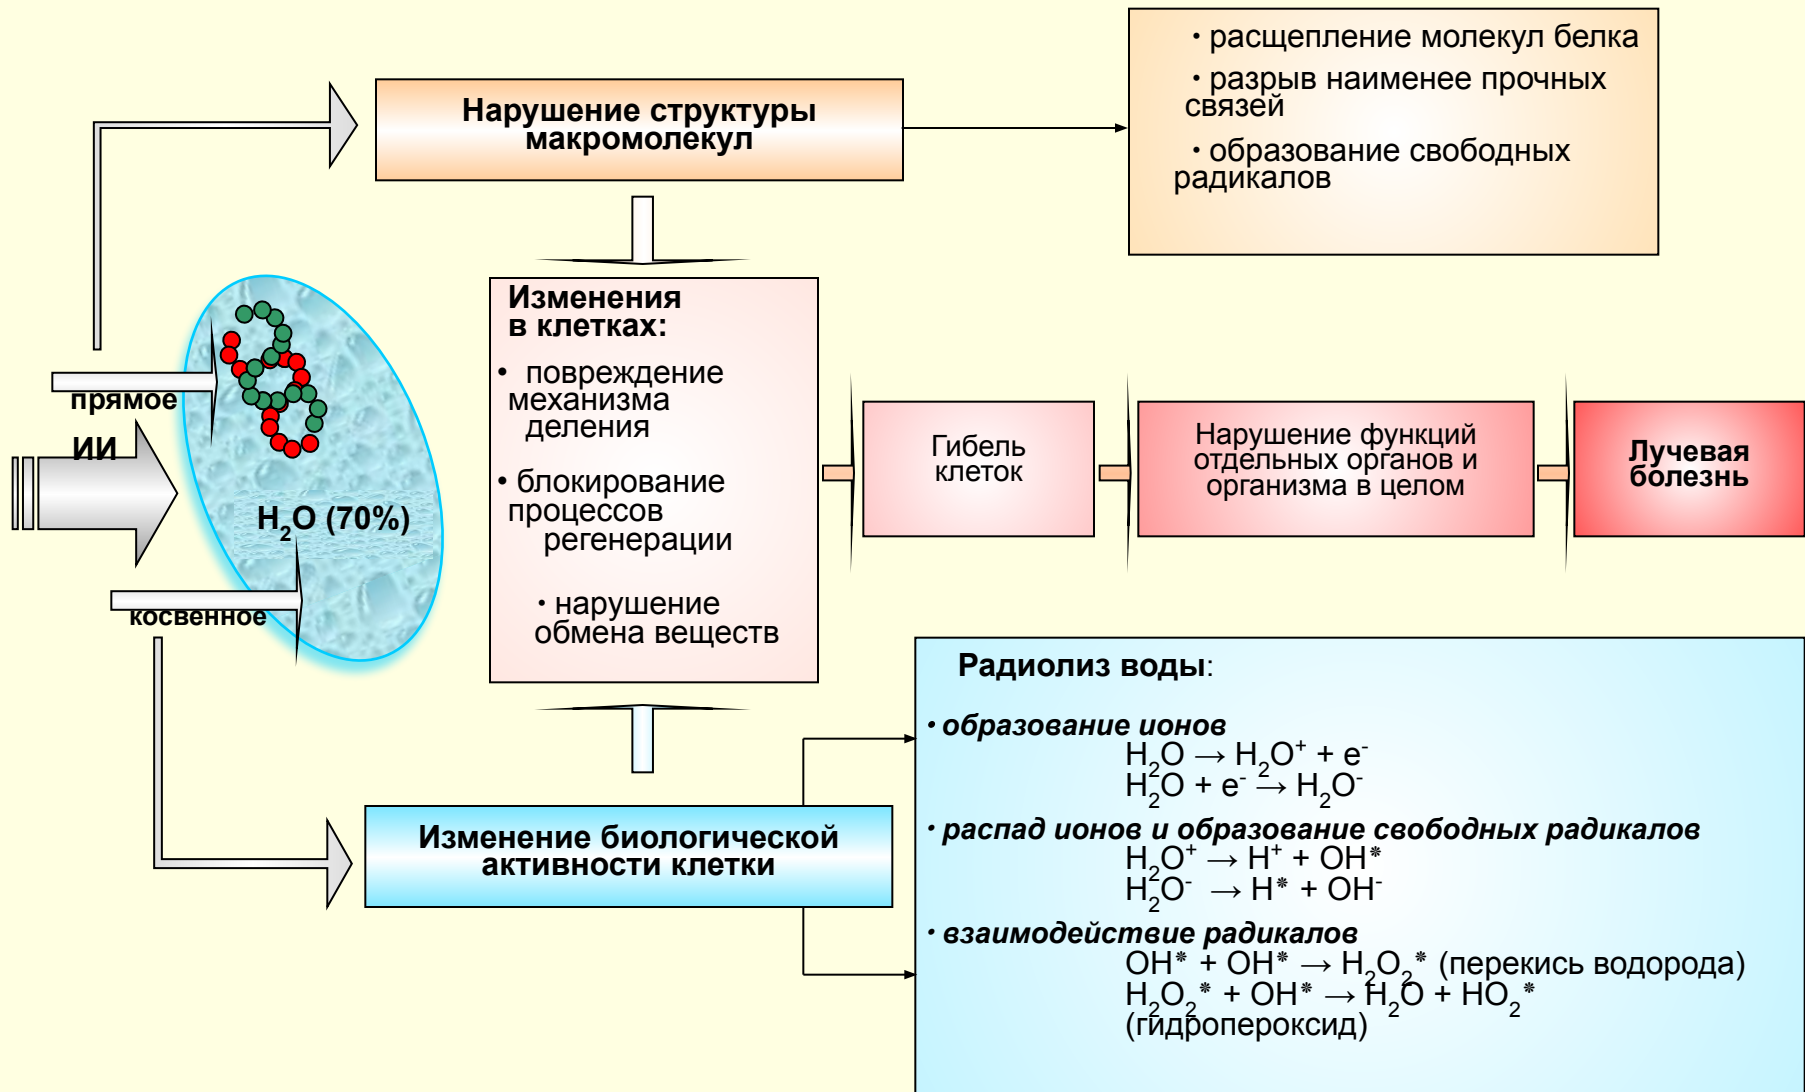 · расщепление молекул белка
· разрыв наименее прочных
связей
· образование свободных
радикалов
Нарушение структуры
макромолекул
прямое
ИИ
H₂O (70%)
косвенное
Изменения
в клетках:
• повреждение
механизма
деления
• блокирование
процессов
регенерации
· нарушение
обмена веществ
Гибель
клеток
Нарушение функций
отдельных органов и
организма в целом
Лучевая
болезнь
Изменение биологической
активности клетки
Радиолиз воды:
· образование ионов
H₂O → H₂O⁺ + e⁻
H₂O + e⁻ → H₂O⁻
· распад ионов и образование свободных радикалов
H₂O⁺ → H⁺ + OH*
H₂O⁻ → H* + OH⁻
· взаимодействие радикалов
OH* + OH* → H₂O₂* (перекись водорода)
H₂O₂* + OH* → H₂O + HO₂*
(гидропероксид)